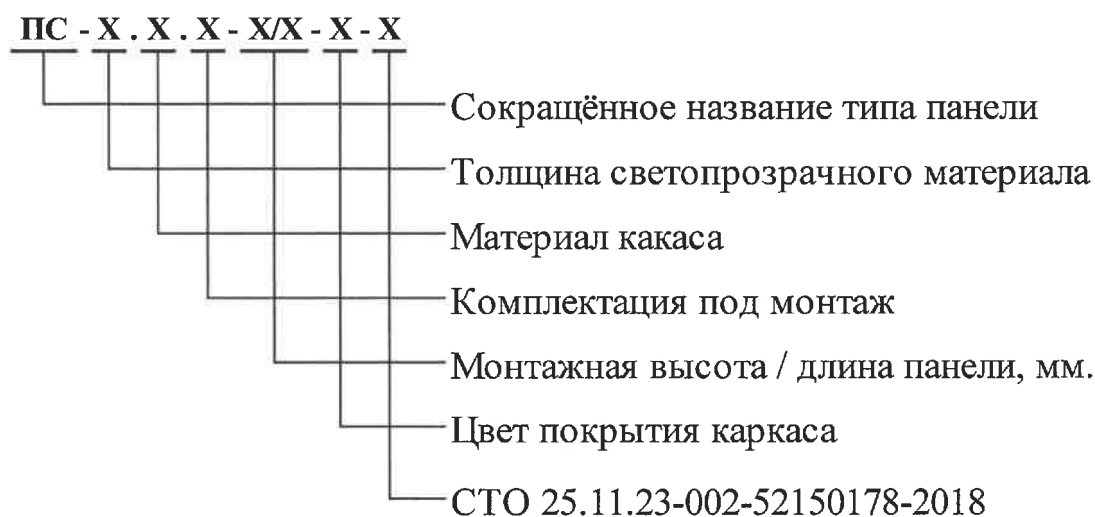 ПС - Х . Х . Х - Х/Х - Х - Х
Сокращённое название типа панели
Толщина светопрозрачного материала
Материал какаса
Комплектация под монтаж
Монтажная высота / длина панели, мм.
Цвет покрытия каркаса
СТО 25.11.23-002-52150178-2018